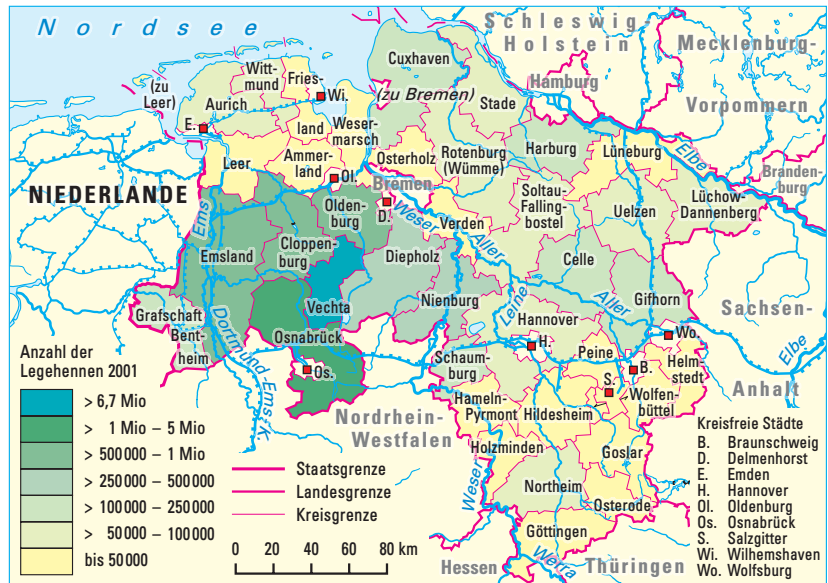 Nordsee
Schleswig-
Holstein
Mecklenburg-
Vorpommern
Hamburg
Cuxhaven
(zu Bremen)
Stade
(zu
Leer)
Witt-
mund
Fries-
land
Wi.
Aurich
E.
Weser-
marsch
Leer
Ammer-
land
Ol.
Osterholz
Bremen
D.
Rotenburg
(Wümme)
Harburg
Lüneburg
Elbe
Branden-
burg
NIEDERLANDE
Ems
Olden-
burg
Weser
Verden
Soltau-
Falling-
bostel
Uelzen
Lüchow-
Dannenberg
Emsland
Cloppen-
burg
Diepholz
Aller
Celle
Vechta
Nienburg
Leine
Aller
Gifhorn
Sachsen-
Anhalt
Grafschaft
Bent-
heim
Dortmund-Ems-K.
Osnabrück
Os.
Hannover
H.
Peine
Wo.
Helm-
stedt
Elbe
Schaum-
burg
B.
S.
Wolfen-
büttel
Nordrhein-
Westfalen
Hameln-
Pyrmont
Hildesheim
Holzminden
Goslar
Weser
Northeim
Osterode
Göttingen
Hessen
Werra
Thüringen
Anzahl der
Legehennen 2001
> 6,7 Mio
> 1 Mio – 5 Mio
> 500 000 – 1 Mio
> 250 000 – 500 000
> 100 000 – 250 000
> 50 000 – 100 000
bis 50 000
Staatsgrenze
Landesgrenze
Kreisgrenze
0 20 40 60 80 km
Kreisfreie Städte
B. Braunschweig
D. Delmenhorst
E. Emden
H. Hannover
Ol. Oldenburg
Os. Osnabrück
S. Salzgitter
Wi. Wilhemshaven
Wo. Wolfsburg